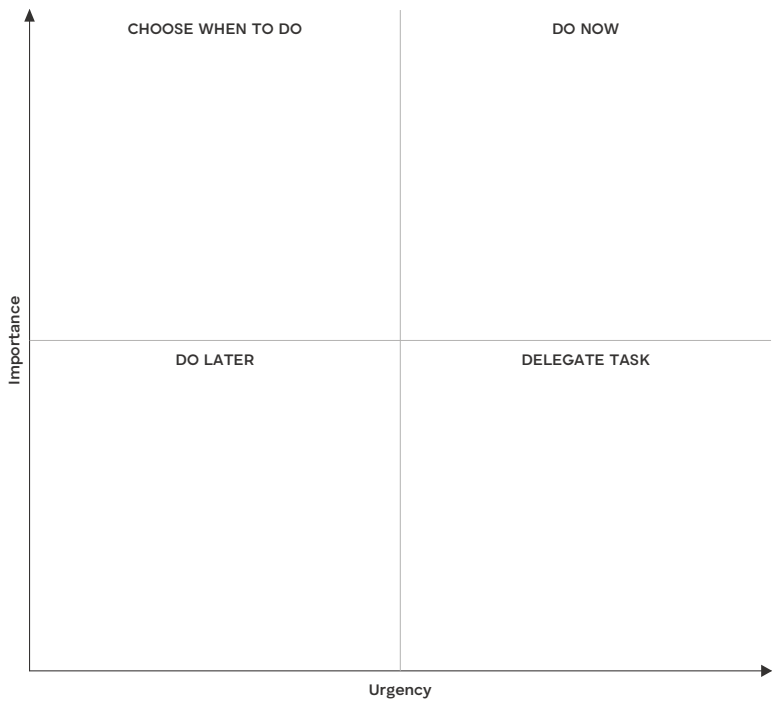 CHOOSE WHEN TO DO
DO NOW
Importance
DO LATER
DELEGATE TASK
Urgency